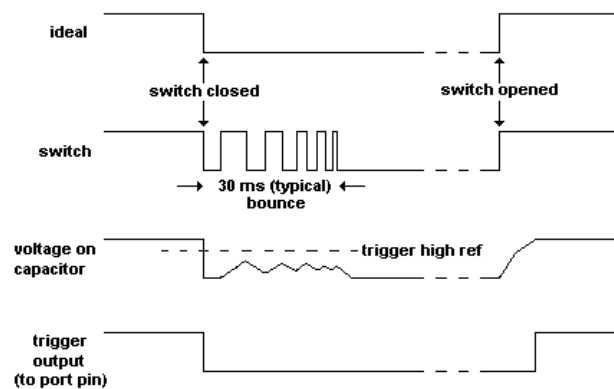 ideal
switch closed
switch opened
switch
30 ms (typical)
bounce
voltage on
capacitor
trigger high ref
trigger
output
(to port pin)